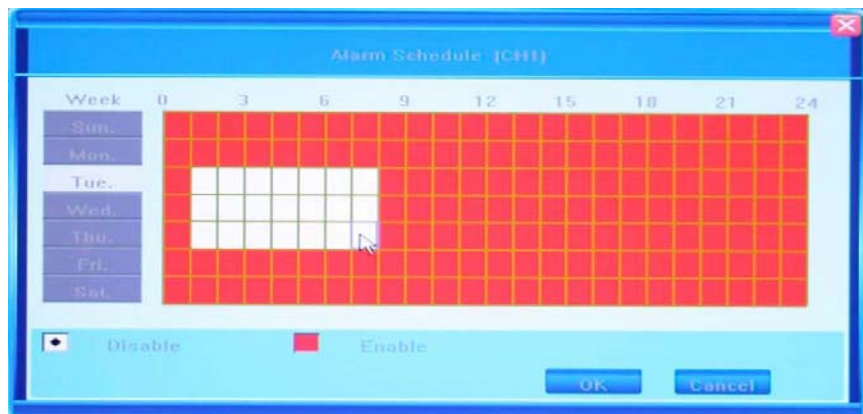 Alarm Schedule (CH1)
Week 0 3 6 9 12 15 18 21 24
Sun.
Mon.
Tue.
Wed.
Thu.
Fri.
Sat.
Disable Enable
OK Cancel